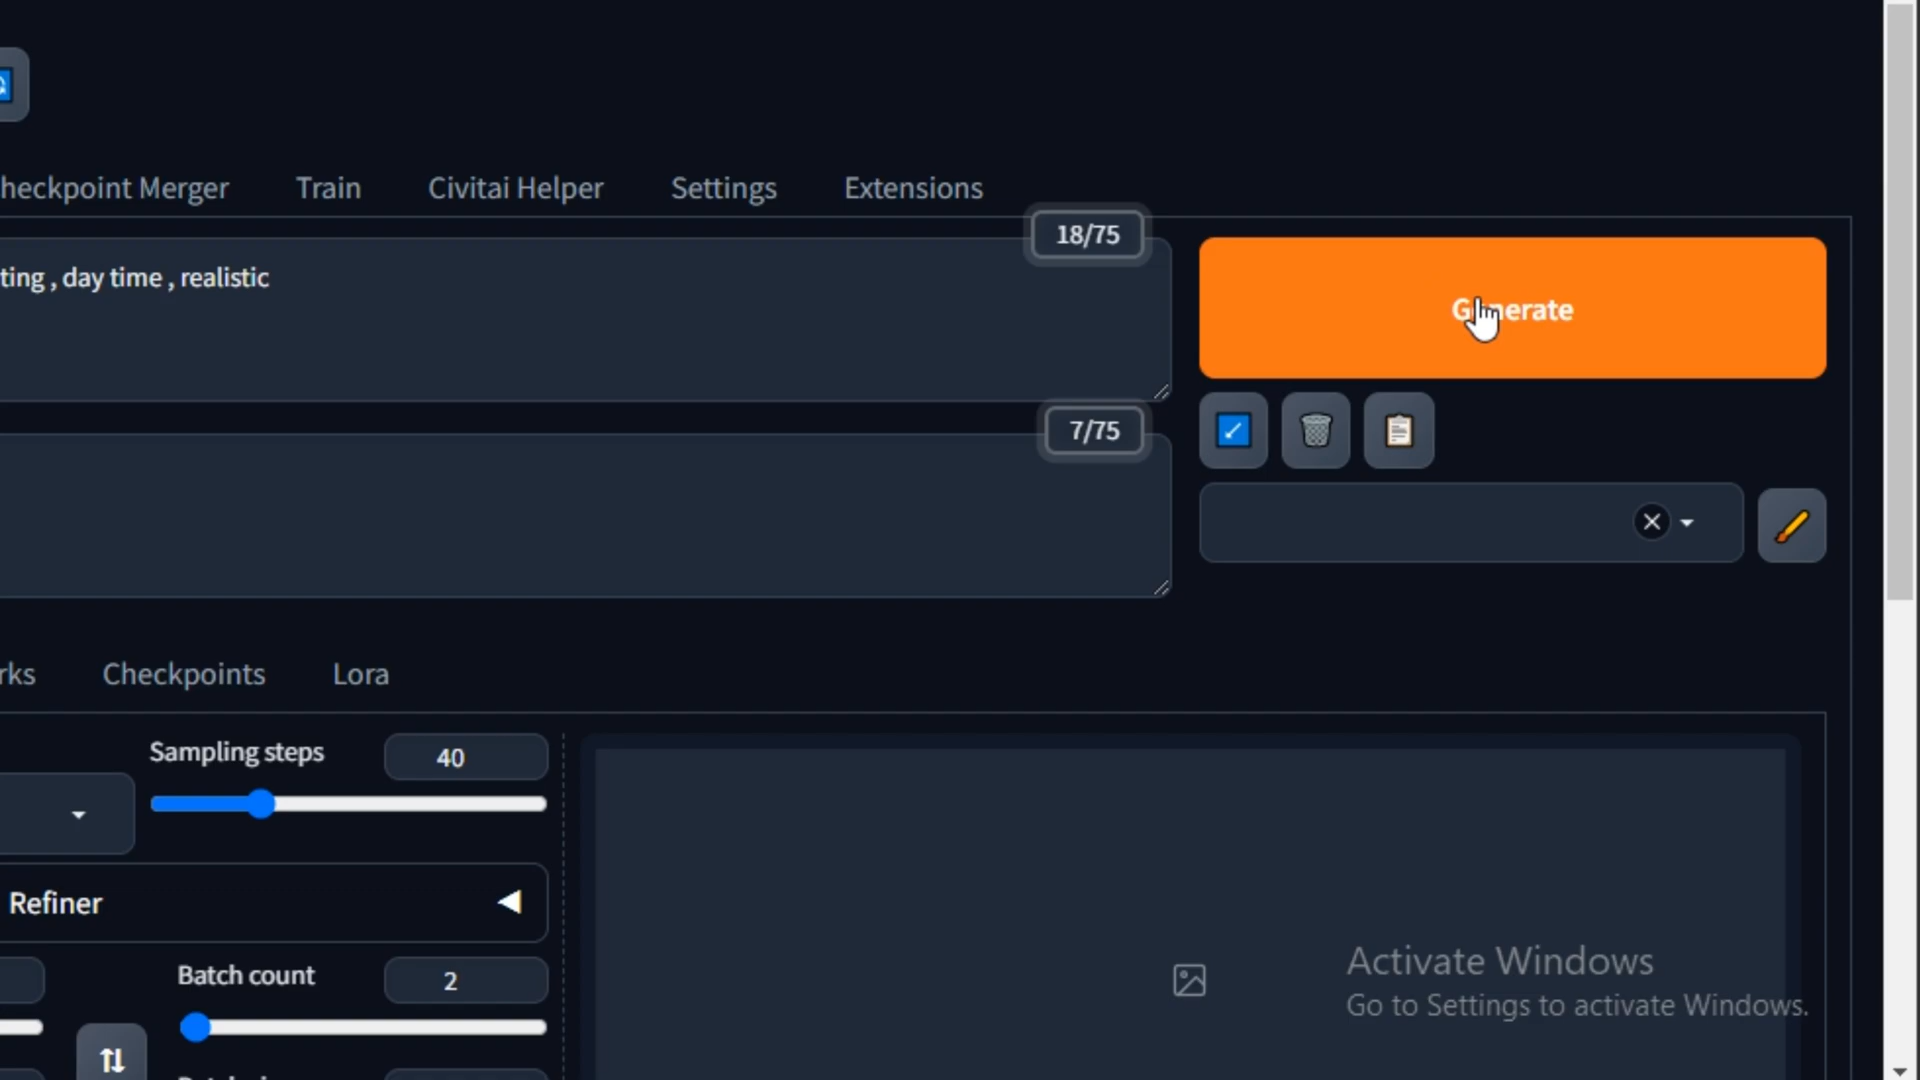 heckpoint Merger Train Civitai Helper Settings Extensions
18/75
ting , day time , realistic
Generate
7/75
rks Checkpoints Lora
Sampling steps 40
Refiner
Batch count 2
Activate Windows
Go to Settings to activate Windows.